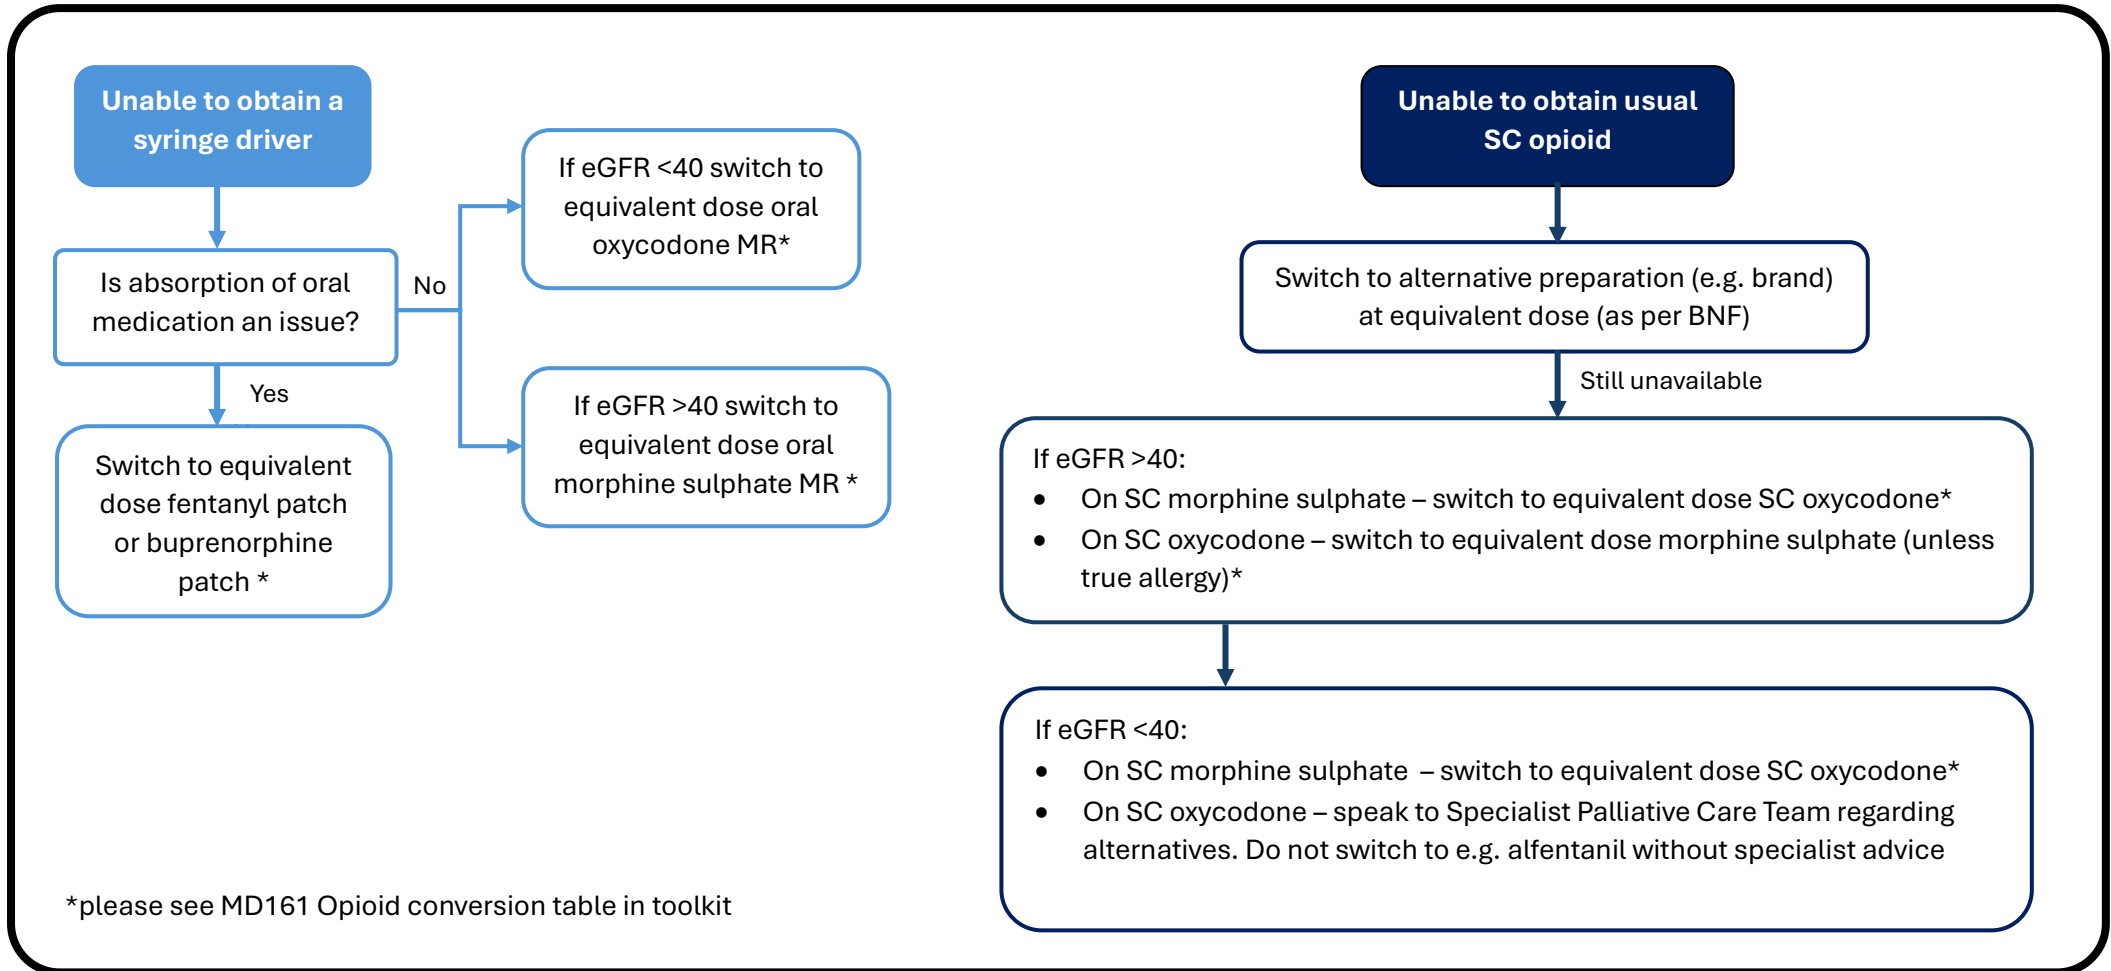 Unable to obtain a
syringe driver
Is absorption of oral
medication an issue?
No
If eGFR <40 switch to
equivalent dose oral
oxycodone MR*
If eGFR >40 switch to
equivalent dose oral
morphine sulphate MR *
Yes
Switch to equivalent
dose fentanyl patch
or buprenorphine
patch *
Unable to obtain usual
SC opioid
Switch to alternative preparation (e.g. brand)
at equivalent dose (as per BNF)
Still unavailable
If eGFR >40:
• On SC morphine sulphate – switch to equivalent dose SC oxycodone*
• On SC oxycodone – switch to equivalent dose morphine sulphate (unless
true allergy)*
If eGFR <40:
• On SC morphine sulphate – switch to equivalent dose SC oxycodone*
• On SC oxycodone – speak to Specialist Palliative Care Team regarding
alternatives. Do not switch to e.g. alfentanil without specialist advice
*please see MD161 Opioid conversion table in toolkit